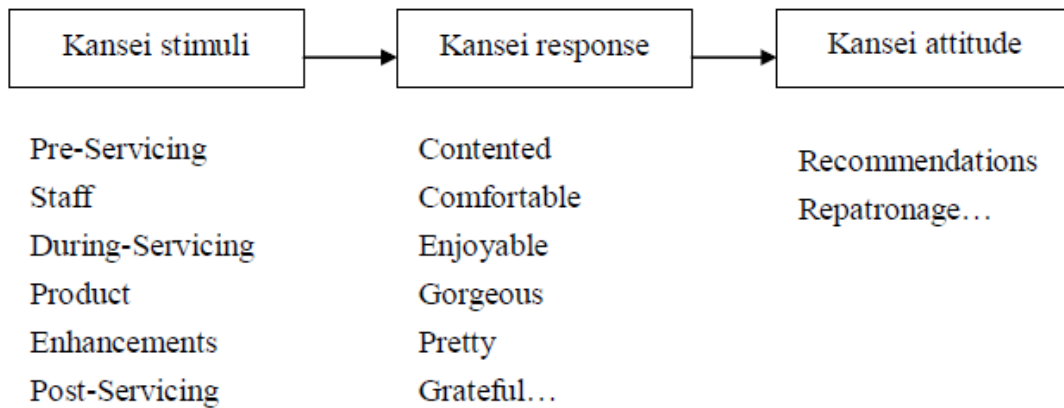 Kansei stimuli
Kansei response
Kansei attitude
Pre-Servicing
Staff
During-Servicing
Product
Enhancements
Post-Servicing
Contented
Comfortable
Enjoyable
Gorgeous
Pretty
Grateful…
Recommendations
Repatronage…